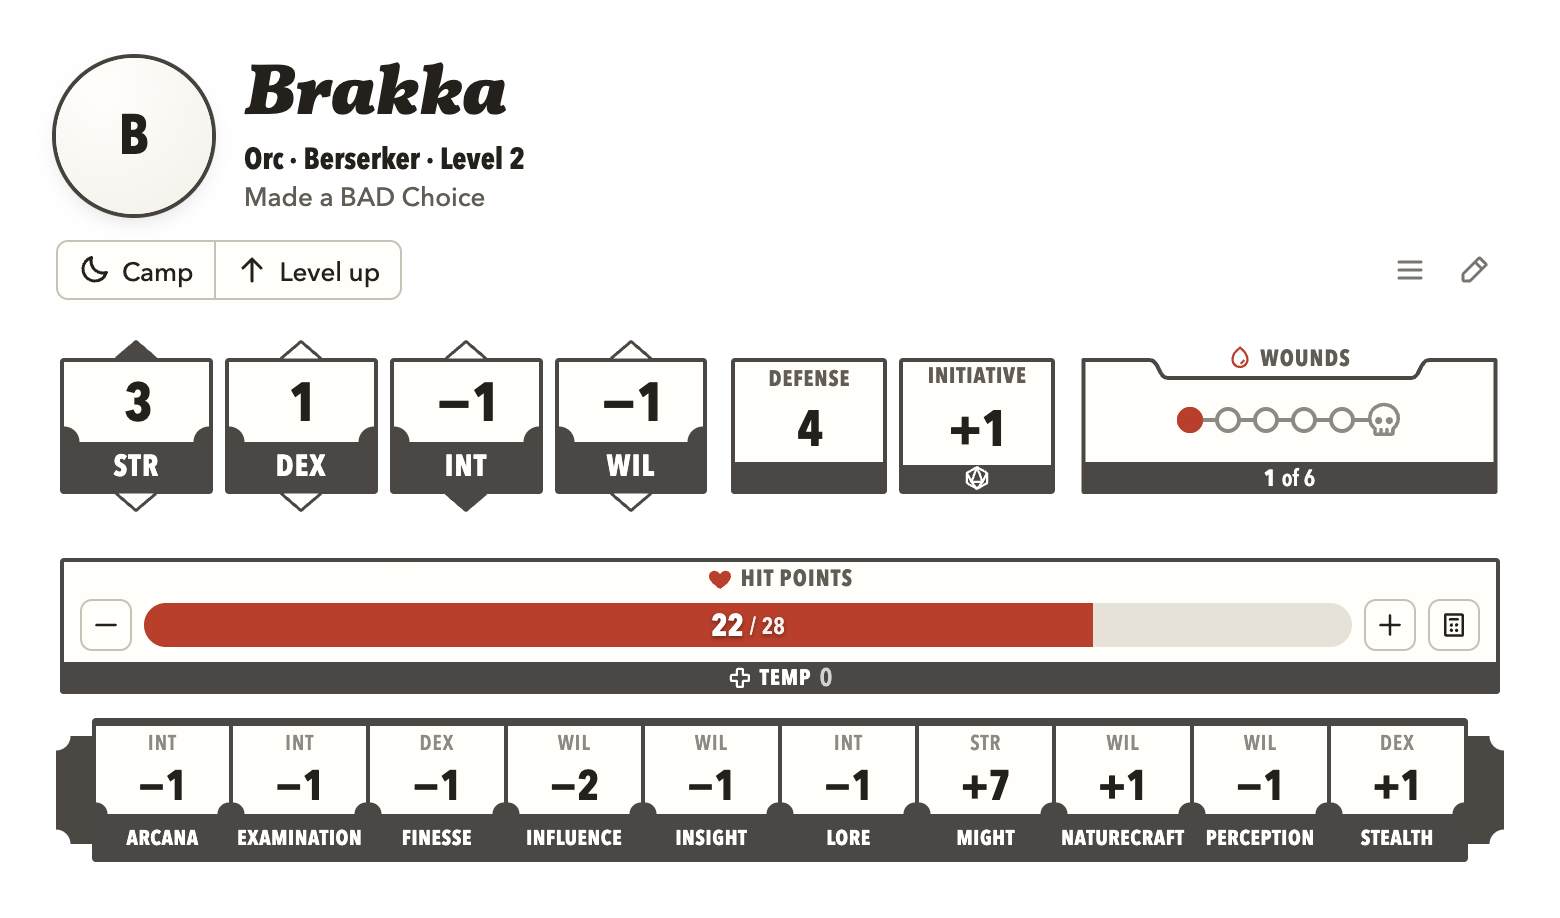 B
Brakka
Orc · Berserker · Level 2
Made a BAD Choice
Camp
Level up
3
STR
1
DEX
−1
INT
−1
WIL
DEFENSE
4
INITIATIVE
+1
WOUNDS
1 of 6
HIT POINTS
22 / 28
TEMP 0
INT
−1
ARCANA
INT
−1
EXAMINATION
DEX
−1
FINESSE
WIL
−2
INFLUENCE
WIL
−1
INSIGHT
INT
−1
LORE
STR
+7
MIGHT
WIL
+1
NATURECRAFT
WIL
−1
PERCEPTION
DEX
+1
STEALTH